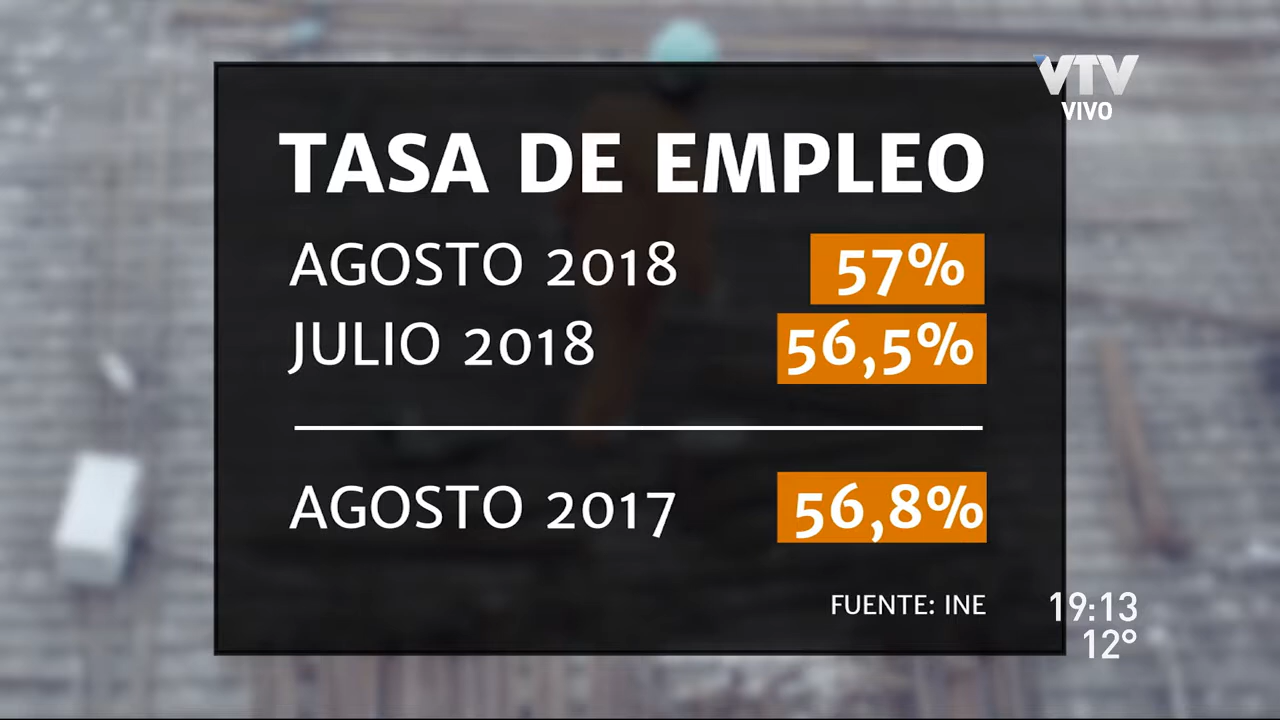 VTV
VIVO
TASA DE EMPLEO
AGOSTO 2018 57%
JULIO 2018 56,5%
AGOSTO 2017 56,8%
FUENTE: INE
19:13
12°